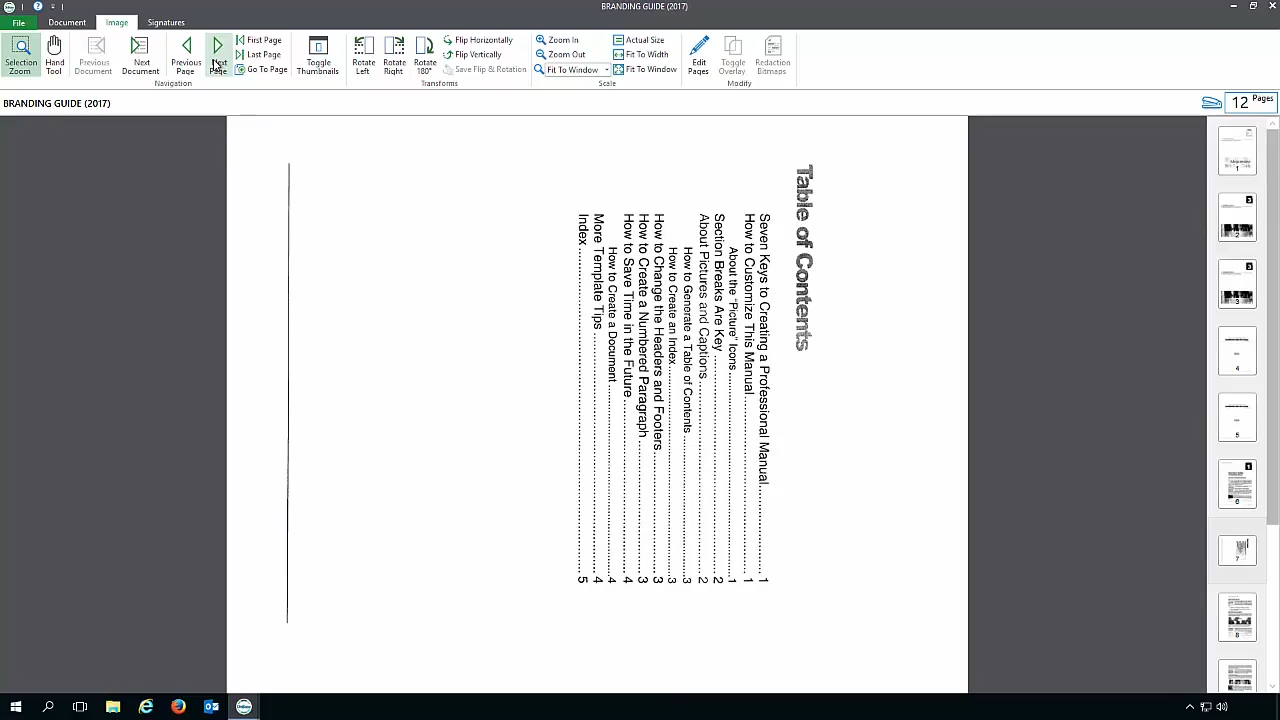 BRANDING GUIDE (2017)
File
Document
Image
Signatures
Selection Zoom
Hand Tool
Previous Document
Next Document
Previous Page
Next Page
First Page
Last Page
Go To Page
Navigation
Toggle Thumbnails
Rotate Left
Rotate Right
Rotate 180°
Flip Horizontally
Flip Vertically
Save Flip & Rotation
Transforms
Zoom In
Zoom Out
Fit To Window
Actual Size
Fit To Width
Fit To Window
Scale
Edit Pages
Toggle Overlay
Redaction Bitmaps
Modify
BRANDING GUIDE (2017)
12 Pages
Table of Contents
Seven Keys to Creating a Professional Manual 1
How to Customize This Manual 1
About the "Picture" Icons 1
Section Breaks Are Key 2
About Pictures and Captions 2
How to Generate a Table of Contents 3
How to Create an Index 3
How to Change the Headers and Footers 3
How to Create a Numbered Paragraph 3
How to Save Time in the Future 4
How to Create a Document 4
More Template Tips 4
Index 5
1
2
3
4
5
6
7
8